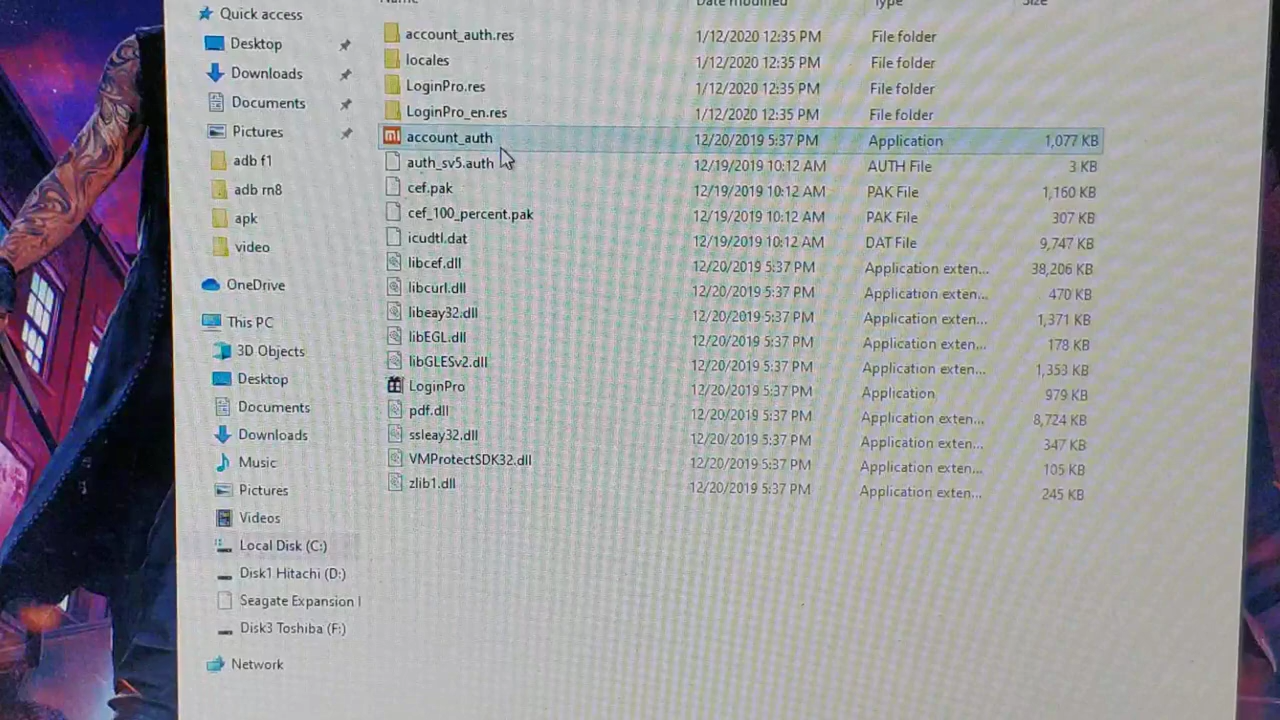 Name Date modified Type Size
Quick access
Desktop
Downloads
Documents
Pictures
adb f1
adb rn8
apk
video
OneDrive
This PC
3D Objects
Desktop
Documents
Downloads
Music
Pictures
Videos
Local Disk (C:)
Disk1 Hitachi (D:)
Seagate Expansion
Disk3 Toshiba (F:)
Network
account_auth.res 1/12/2020 12:35 PM File folder
locales 1/12/2020 12:35 PM File folder
LoginPro.res 1/12/2020 12:35 PM File folder
LoginPro_en.res 1/12/2020 12:35 PM File folder
mi account_auth 12/20/2019 5:37 PM Application 1,077 KB
auth_sv5.auth 12/19/2019 10:12 AM AUTH File 3 KB
cef.pak 12/19/2019 10:12 AM PAK File 1,160 KB
cef_100_percent.pak 12/19/2019 10:12 AM PAK File 307 KB
icudtl.dat 12/19/2019 10:12 AM DAT File 9,747 KB
libcef.dll 12/20/2019 5:37 PM Application exten... 38,206 KB
libcurl.dll 12/20/2019 5:37 PM Application exten... 470 KB
libeay32.dll 12/20/2019 5:37 PM Application exten... 1,371 KB
libEGL.dll 12/20/2019 5:37 PM Application exten... 178 KB
libGLESv2.dll 12/20/2019 5:37 PM Application exten... 1,353 KB
LoginPro 12/20/2019 5:37 PM Application 979 KB
pdf.dll 12/20/2019 5:37 PM Application exten... 8,724 KB
ssleay32.dll 12/20/2019 5:37 PM Application exten... 347 KB
VMProtectSDK32.dll 12/20/2019 5:37 PM Application exten... 105 KB
zlib1.dll 12/20/2019 5:37 PM Application exten... 245 KB